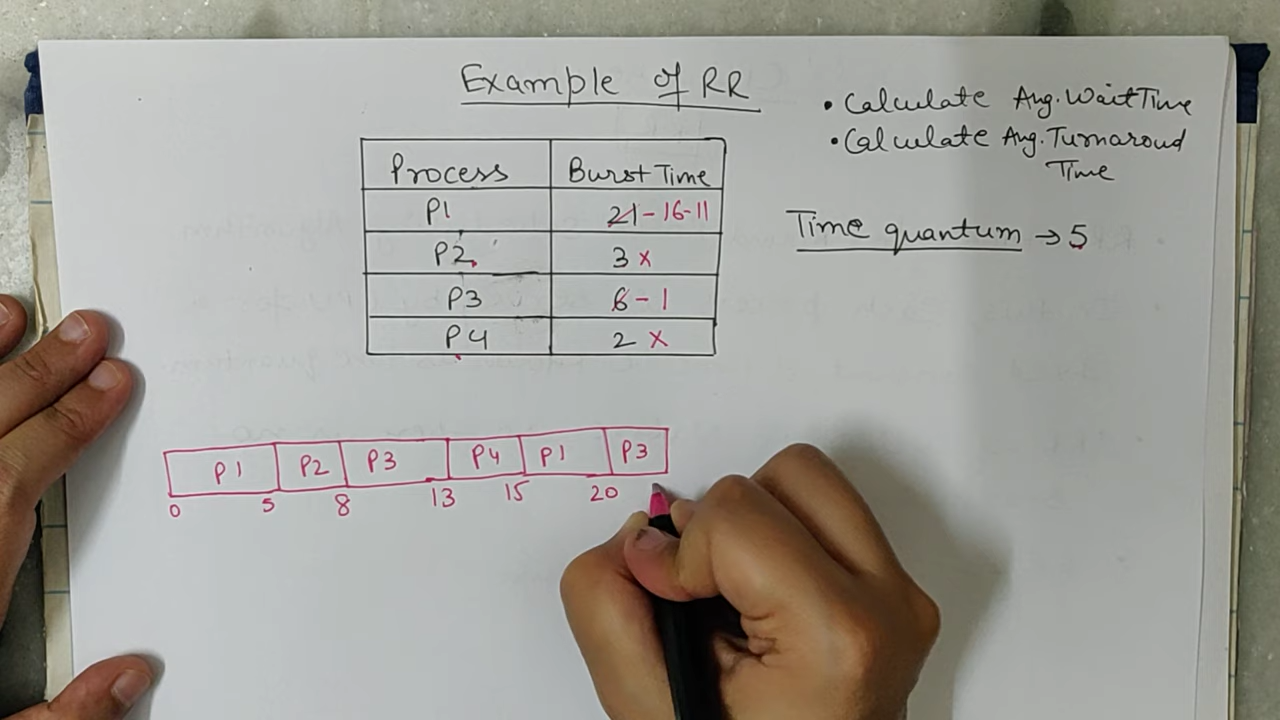 Example of RR
• Calculate Avg. Wait Time
• Calculate Avg. Turnaroud
Time
Process Burst Time
P1 21 - 16 - 11
P2 3 x
P3 6 - 1
P4 2 x
Time quantum → 5
P1 P2 P3 P4 P1 P3
0 5 8 13 15 20